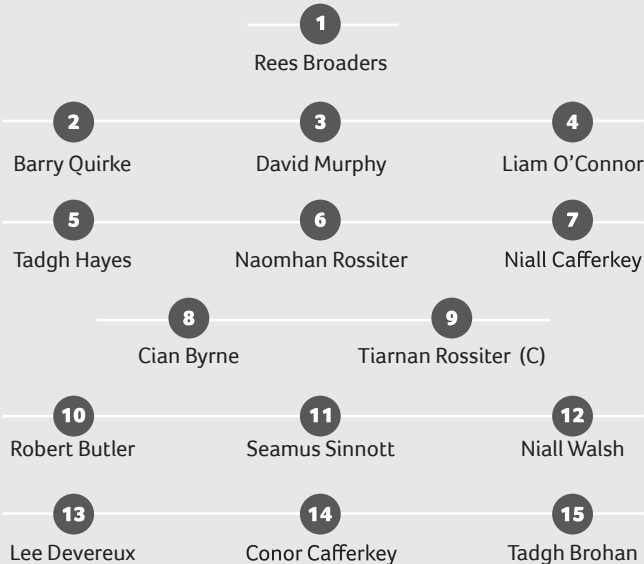 1
Rees Broaders
2 3 4
Barry Quirke David Murphy Liam O'Connor
5 6 7
Tadgh Hayes Naomhan Rossiter Niall Cafferkey
8 9
Cian Byrne Tiarnan Rossiter (C)
10 11 12
Robert Butler Seamus Sinnott Niall Walsh
13 14 15
Lee Devereux Conor Cafferkey Tadgh Brohan